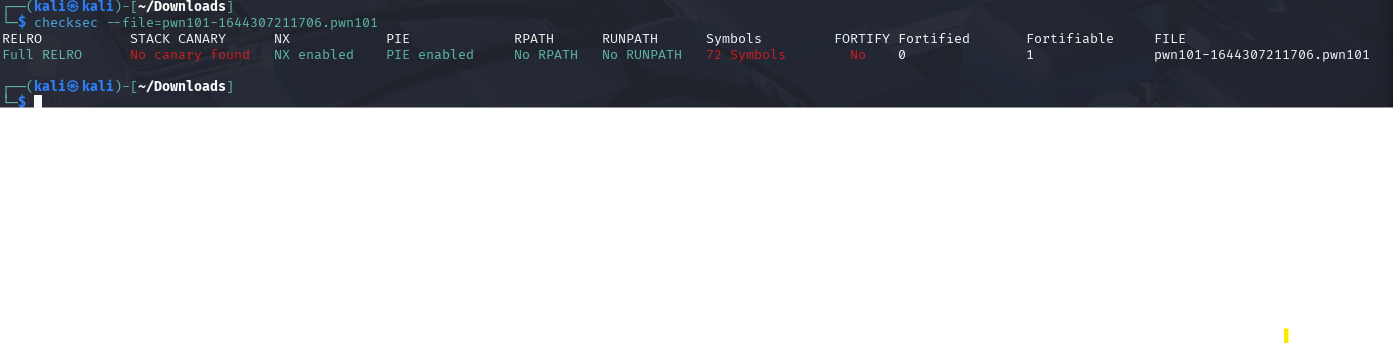 ┌──(kali㉿kali)-[~/Downloads]
└─$ checksec --file=pwn101-1644307211706.pwn101
RELRO STACK CANARY NX PIE RPATH RUNPATH Symbols FORTIFY Fortified Fortifiable FILE
Full RELRO No canary found NX enabled PIE enabled No RPATH No RUNPATH 72 Symbols No 0 1 pwn101-1644307211706.pwn101
┌──(kali㉿kali)-[~/Downloads]
└─$